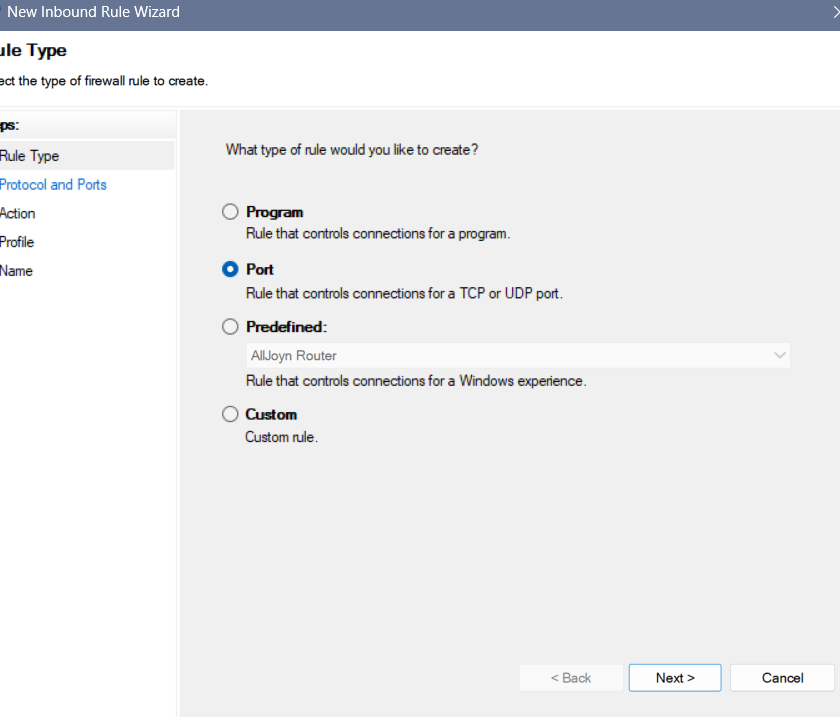 New Inbound Rule Wizard
ule Type
ect the type of firewall rule to create.
ps:
Rule Type
Protocol and Ports
Action
Profile
Name
What type of rule would you like to create?
Program
Rule that controls connections for a program.
Port
Rule that controls connections for a TCP or UDP port.
Predefined:
AllJoyn Router
Rule that controls connections for a Windows experience.
Custom
Custom rule.
< Back
Next >
Cancel